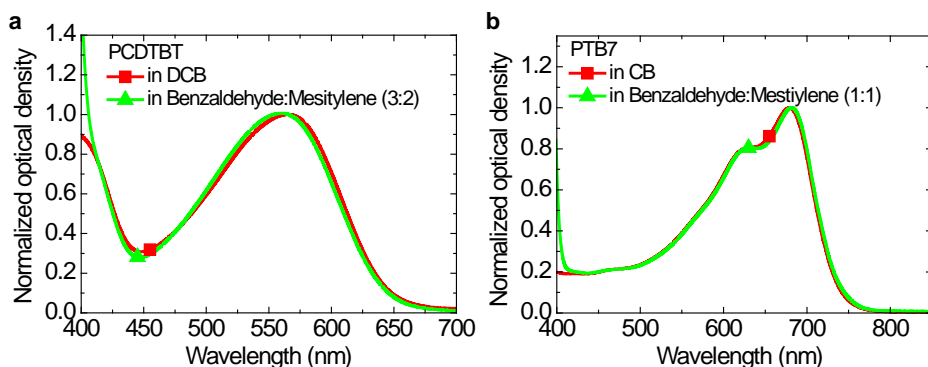 a
PCDTBT
in DCB
in Benzaldehyde:Mesitylene (3:2)
Normalized optical density
1.4
1.2
1.0
0.8
0.6
0.4
0.2
0.0
400 450 500 550 600 650 700
Wavelength (nm)
b
PTB7
in CB
in Benzaldehyde:Mestiylene (1:1)
Normalized optical density
1.2
1.0
0.8
0.6
0.4
0.2
0.0
400 500 600 700 800
Wavelength (nm)